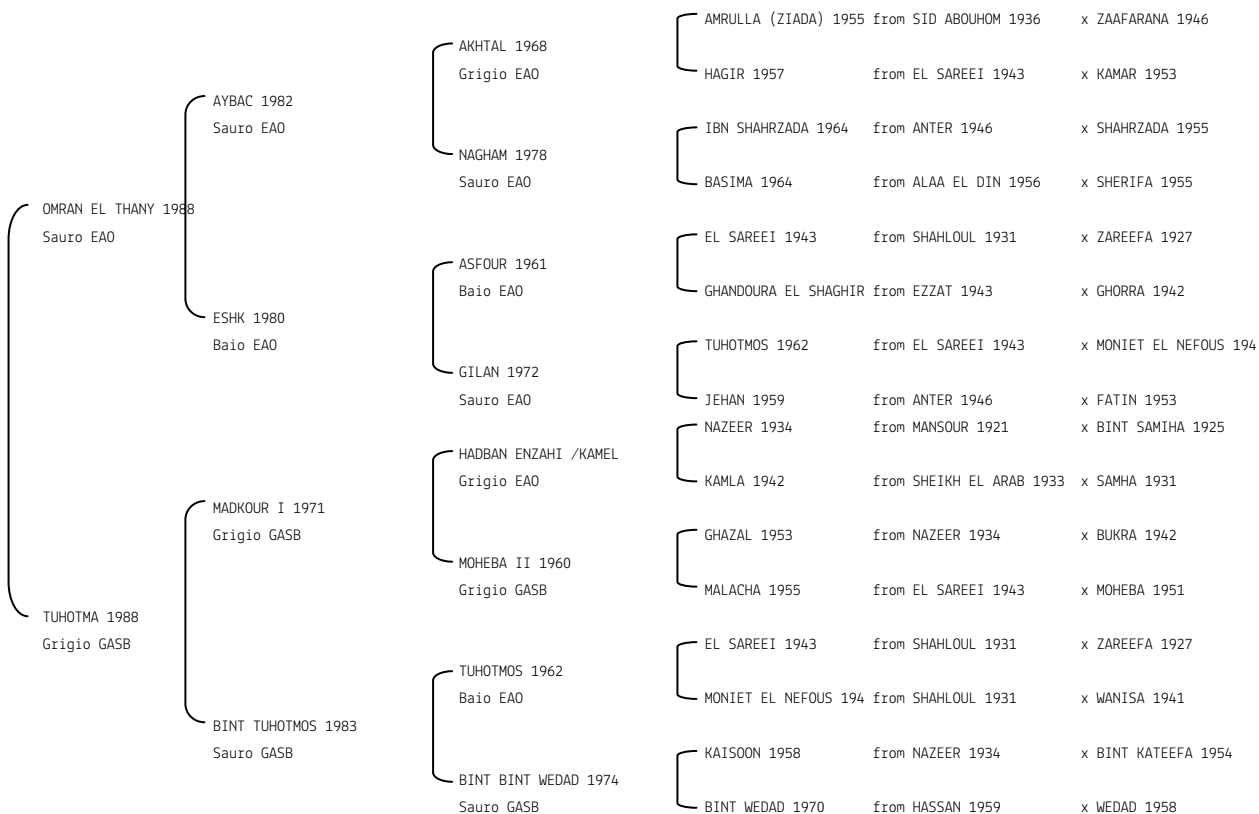 AMRULLA (ZIADA) 1955 from SID ABOUHOM 1936 x ZAAFARANA 1946
AKHTAL 1968
Grigio EAO
HAGIR 1957 from EL SAREEI 1943 x KAMAR 1953
AYBAC 1982
Sauro EAO
IBN SHAHRZADA 1964 from ANTER 1946 x SHAHRZADA 1955
NAGHAM 1978
Sauro EAO
BASIMA 1964 from ALAA EL DIN 1956 x SHERIFA 1955
OMRAN EL THANY 1988
Sauro EAO
EL SAREEI 1943 from SHAHLOUL 1931 x ZAREEFA 1927
ASFOUR 1961
Baio EAO
GHANDOURA EL SHAGHIR from EZZAT 1943 x GHORRA 1942
ESHK 1980
Baio EAO
TUHOTMOS 1962 from EL SAREEI 1943 x MONIET EL NEFOUS 194
GILAN 1972
Sauro EAO
JEHAN 1959 from ANTER 1946 x FATIN 1953
NAZEER 1934 from MANSOUR 1921 x BINT SAMIHA 1925
HADBAN ENZAHI /KAMEL
Grigio EAO
KAMLA 1942 from SHEIKH EL ARAB 1933 x SAMHA 1931
MADKOUR I 1971
Grigio GASB
GHAZAL 1953 from NAZEER 1934 x BUKRA 1942
MOHEBA II 1960
Grigio GASB
MALACHA 1955 from EL SAREEI 1943 x MOHEBA 1951
TUHOTMA 1988
Grigio GASB
EL SAREEI 1943 from SHAHLOUL 1931 x ZAREEFA 1927
TUHOTMOS 1962
Baio EAO
MONIET EL NEFOUS 194 from SHAHLOUL 1931 x WANISA 1941
BINT TUHOTMOS 1983
Sauro GASB
KAISOON 1958 from NAZEER 1934 x BINT KATEEFA 1954
BINT BINT WEDAD 1974
Sauro GASB
BINT WEDAD 1970 from HASSAN 1959 x WEDAD 1958